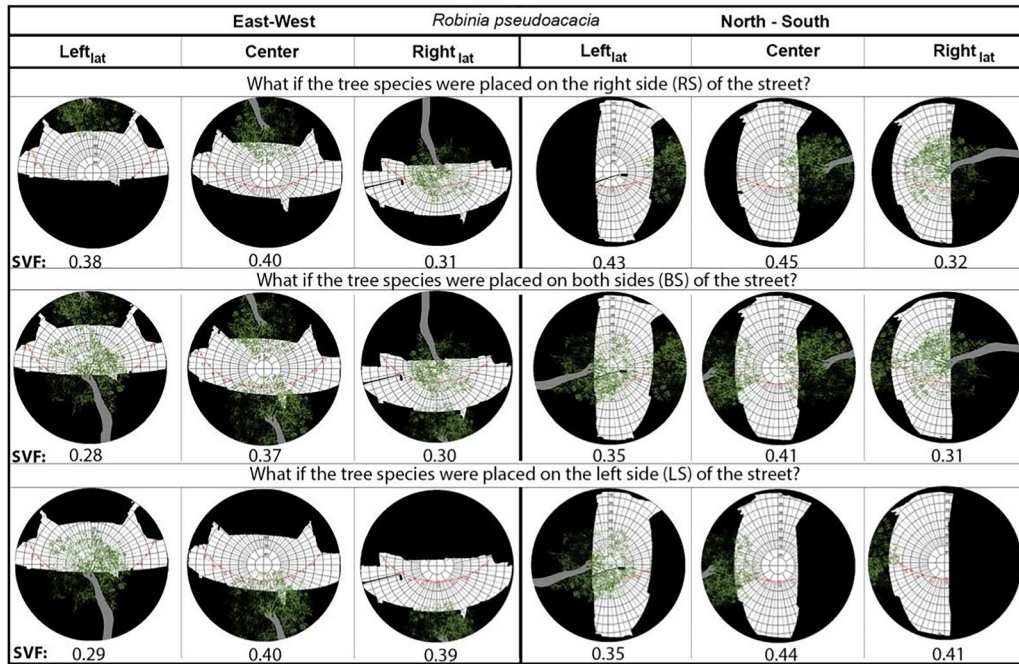 East-West Robinia pseudoacacia North - South
Leftlat Center Rightlat Leftlat Center Rightlat
What if the tree species were placed on the right side (RS) of the street?
SVF: 0.38 0.40 0.31 0.43 0.45 0.32
What if the tree species were placed on both sides (BS) of the street?
SVF: 0.28 0.37 0.30 0.35 0.41 0.31
What if the tree species were placed on the left side (LS) of the street?
SVF: 0.29 0.40 0.39 0.35 0.44 0.41